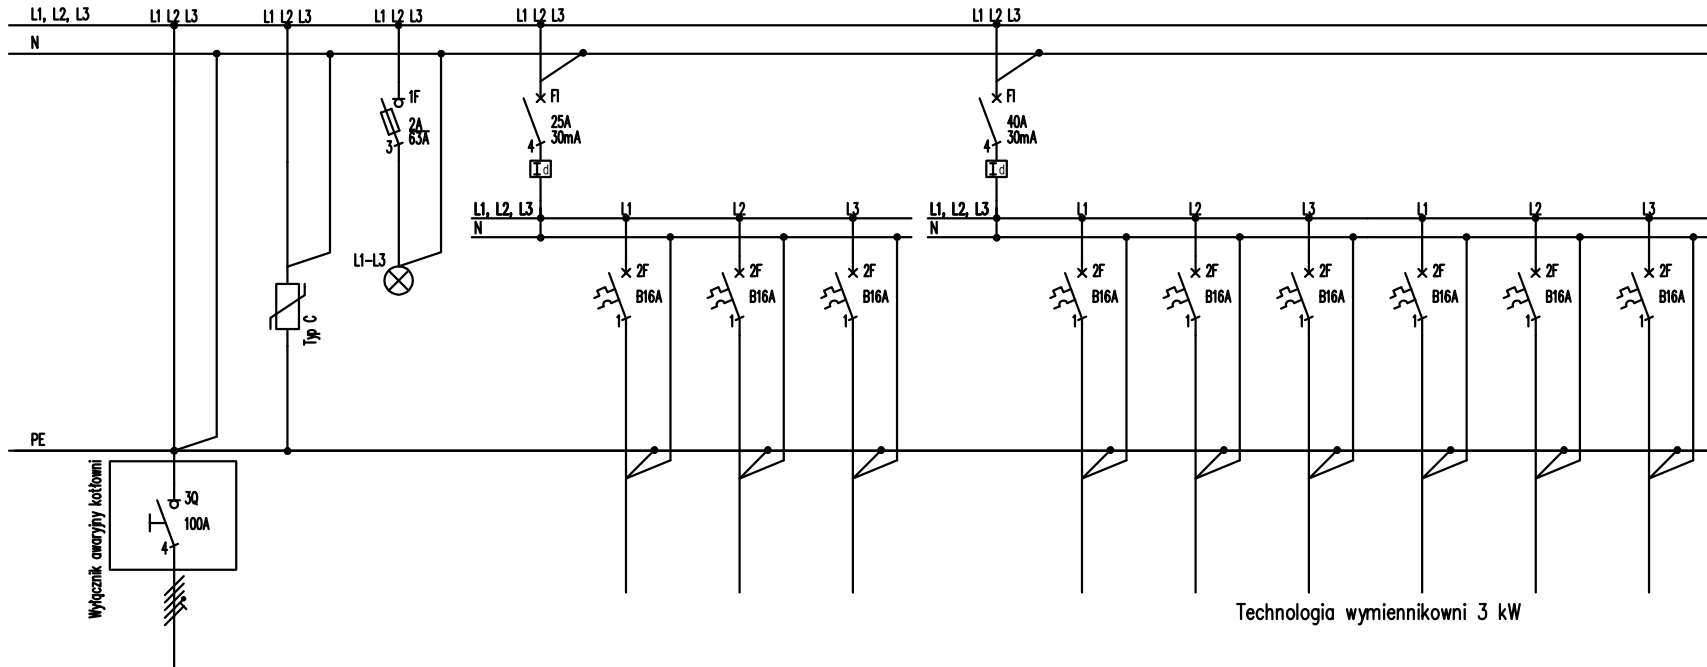 L1, L2, L3
L1 L2 L3
L1 L2 L3
L1 L2 L3
L1 L2 L3
L1 L2 L3
N
1F
2A
63A
3
FI
25A
30mA
4
Id
FI
40A
30mA
4
Id
L1, L2, L3
L1
L2
L3
N
L1, L2, L3
L1
L2
L3
L1
L2
L3
N
L1-L3
Typ C
2F
B16A
1
2F
B16A
1
2F
B16A
1
2F
B16A
1
2F
B16A
1
2F
B16A
1
2F
B16A
1
2F
B16A
1
2F
B16A
1
PE
Wyłącznik awaryjny kotłowni
3Q
100A
4
Technologia wymiennikowni 3 kW